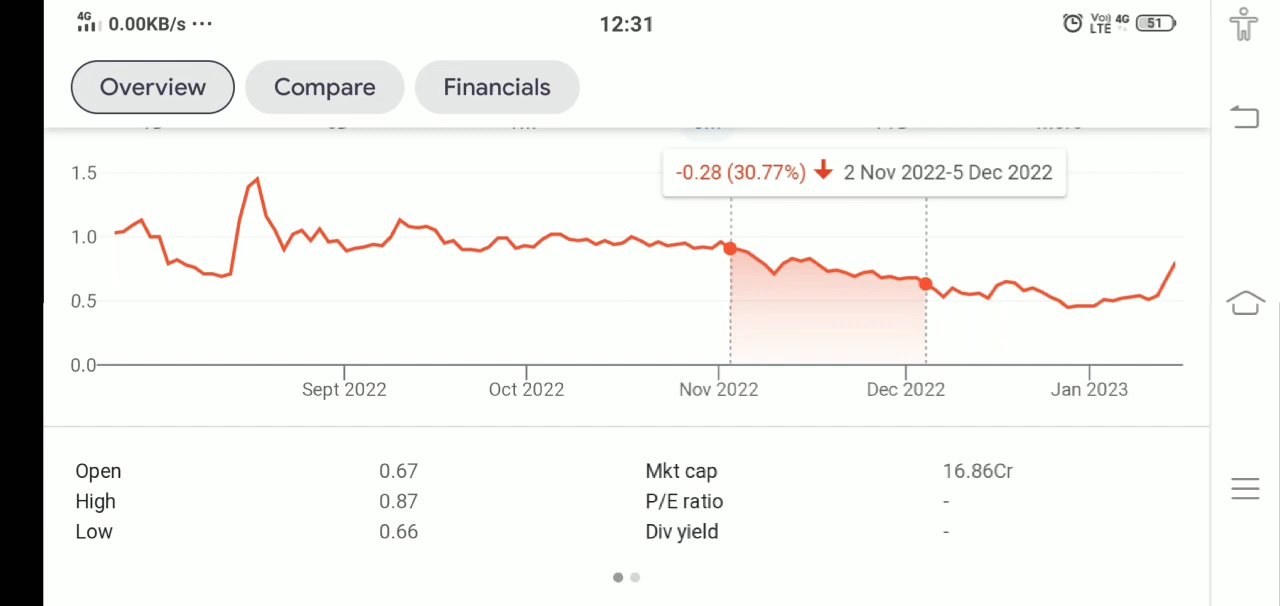 4G 0.00KB/s ··· 12:31 Vo) LTE 4G 51
Overview Compare Financials
-0.28 (30.77%) 2 Nov 2022-5 Dec 2022
1.5
1.0
0.5
0.0
Sept 2022 Oct 2022 Nov 2022 Dec 2022 Jan 2023
Open 0.67 Mkt cap 16.86Cr
High 0.87 P/E ratio -
Low 0.66 Div yield -